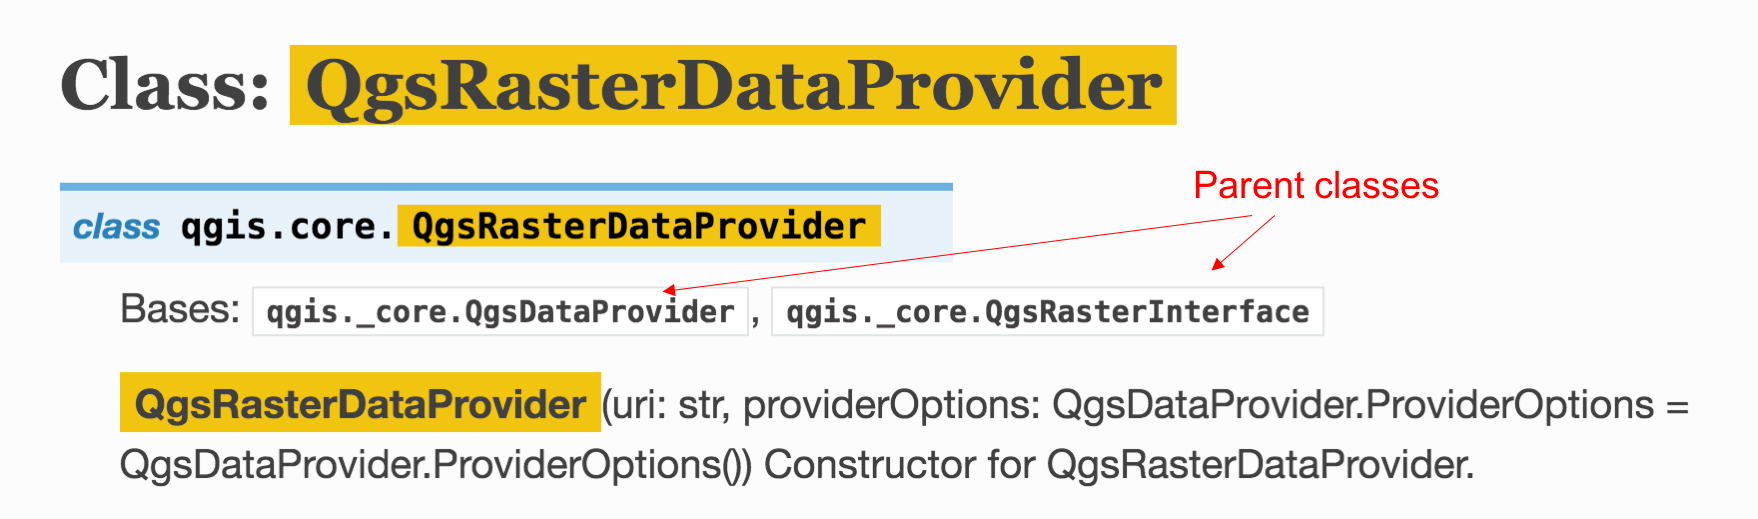 Class: QgsRasterDataProvider
Parent classes
class qgis.core.QgsRasterDataProvider
Bases: qgis._core.QgsDataProvider, qgis._core.QgsRasterInterface
QgsRasterDataProvider(uri: str, providerOptions: QgsDataProvider.ProviderOptions =
QgsDataProvider.ProviderOptions()) Constructor for QgsRasterDataProvider.